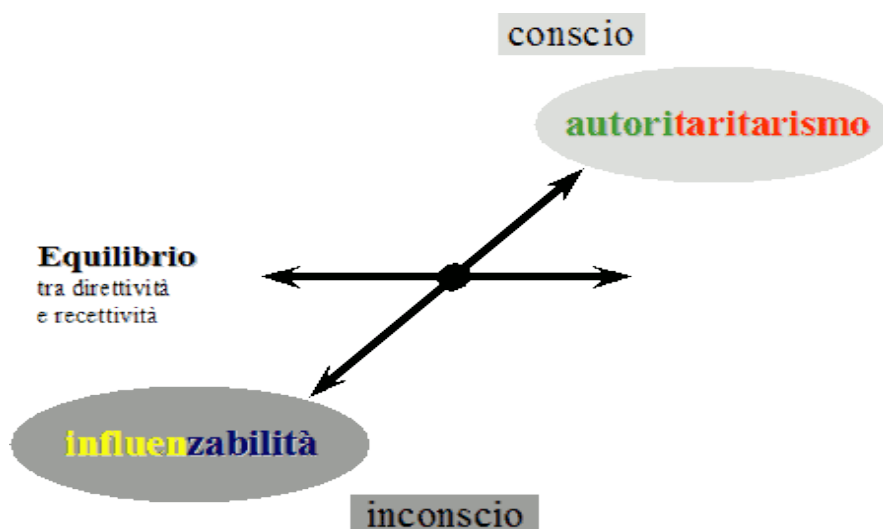 conscio
autoritaritarismo
Equilibrio
tra direttività
e recettività
influenzabilità
inconscio